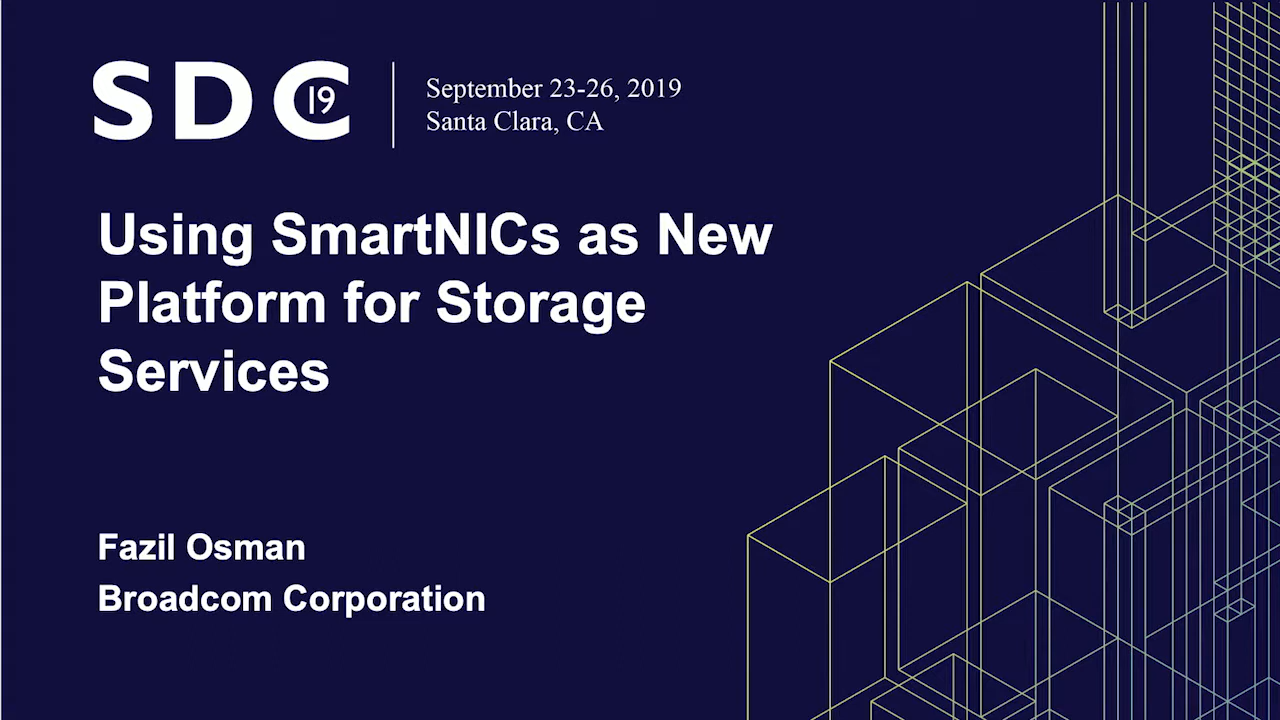 SDC 19
September 23-26, 2019
Santa Clara, CA
Using SmartNICs as New
Platform for Storage
Services
Fazil Osman
Broadcom Corporation